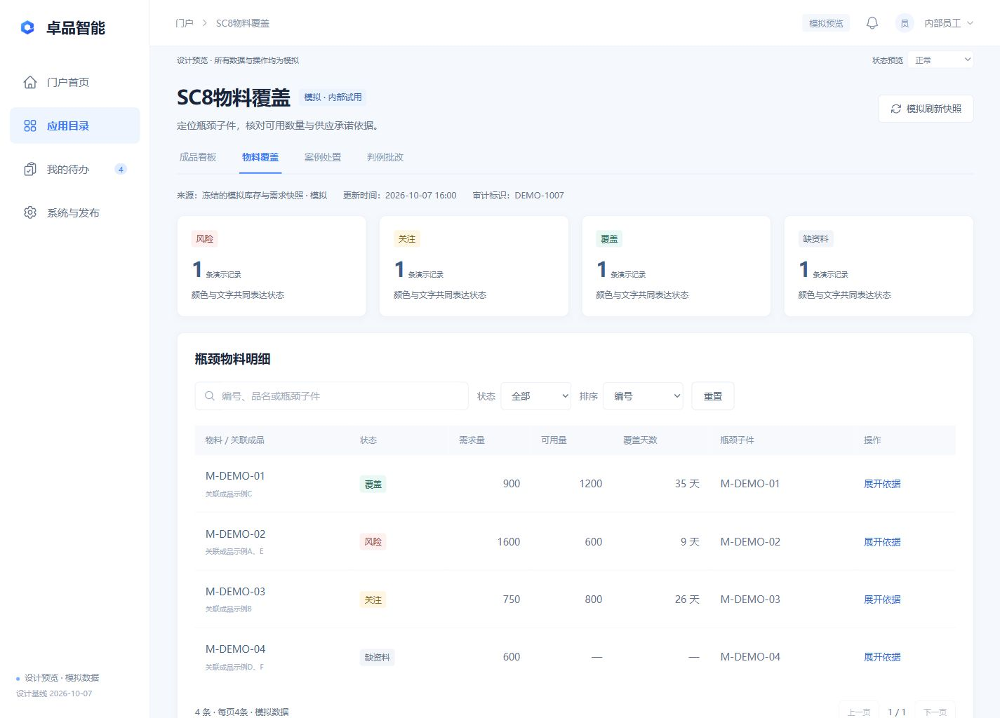 卓品智能
门户首页
应用目录
我的待办 4
系统与发布
设计预览 · 模拟数据
设计基线 2026-10-07
门户 > SC8物料覆盖
模拟预览 员 内部员工
设计预览 · 所有数据与操作均为模拟
状态预览 正常
SC8物料覆盖 模拟 · 内部试用
定位瓶颈子件，核对可用数量与供应承诺依据。
模拟刷新快照
成品看板 物料覆盖 案例处置 判例批改
来源：冻结的模拟库存与需求快照 · 模拟 更新时间：2026-10-07 16:00 审计标识：DEMO-1007
风险
1 条演示记录
颜色与文字共同表达状态
关注
1 条演示记录
颜色与文字共同表达状态
覆盖
1 条演示记录
颜色与文字共同表达状态
缺资料
1 条演示记录
颜色与文字共同表达状态
瓶颈物料明细
编号、品名或瓶颈子件 状态 全部 排序 编号 重置
物料 / 关联成品 状态 需求量 可用量 覆盖天数 瓶颈子件 操作
M-DEMO-01 覆盖 900 1200 35 天 M-DEMO-01 展开依据
关联成品示例C
M-DEMO-02 风险 1600 600 9 天 M-DEMO-02 展开依据
关联成品示例A、E
M-DEMO-03 关注 750 800 26 天 M-DEMO-03 展开依据
关联成品示例B
M-DEMO-04 缺资料 600 — — M-DEMO-04 展开依据
关联成品示例D、F
4 条 · 每页4条 · 模拟数据
上一页 1 / 1 下一页